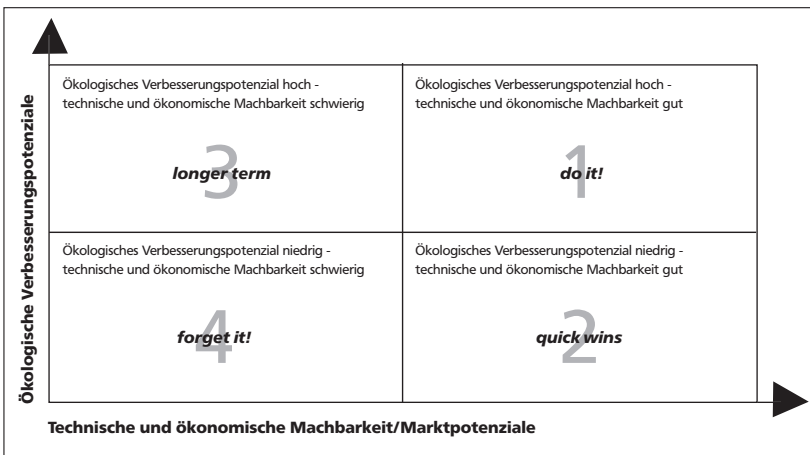 Ökologische Verbesserungspotenziale
Ökologisches Verbesserungspotenzial hoch -
technische und ökonomische Machbarkeit schwierig
3
longer term
Ökologisches Verbesserungspotenzial hoch -
technische und ökonomische Machbarkeit gut
1
do it!
Ökologisches Verbesserungspotenzial niedrig -
technische und ökonomische Machbarkeit schwierig
4
forget it!
Ökologisches Verbesserungspotenzial niedrig -
technische und ökonomische Machbarkeit gut
2
quick wins
Technische und ökonomische Machbarkeit/Marktpotenziale